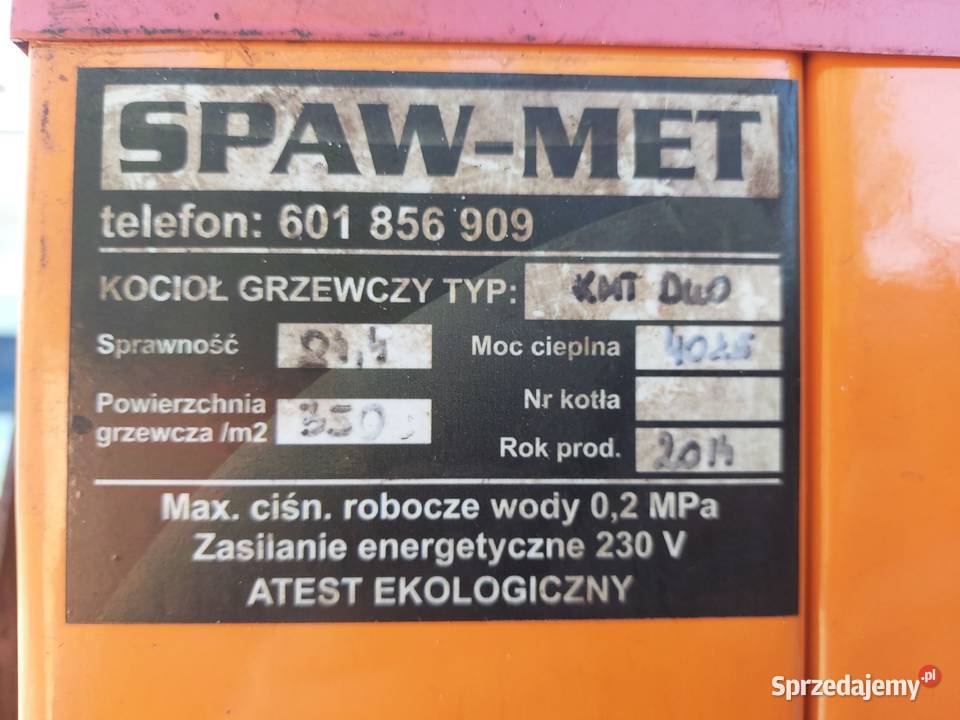 SPAW-MET
telefon: 601 856 909
KOCIOŁ GRZEWCZY TYP: KMT DUO
Sprawność
Moc cieplna
Powierzchnia
grzewcza /m2
Nr kotła
Rok prod. 2014
Max. ciśn. robocze wody 0,2 MPa
Zasilanie energetyczne 230 V
ATEST EKOLOGICZNY
Sprzedajemy.pl